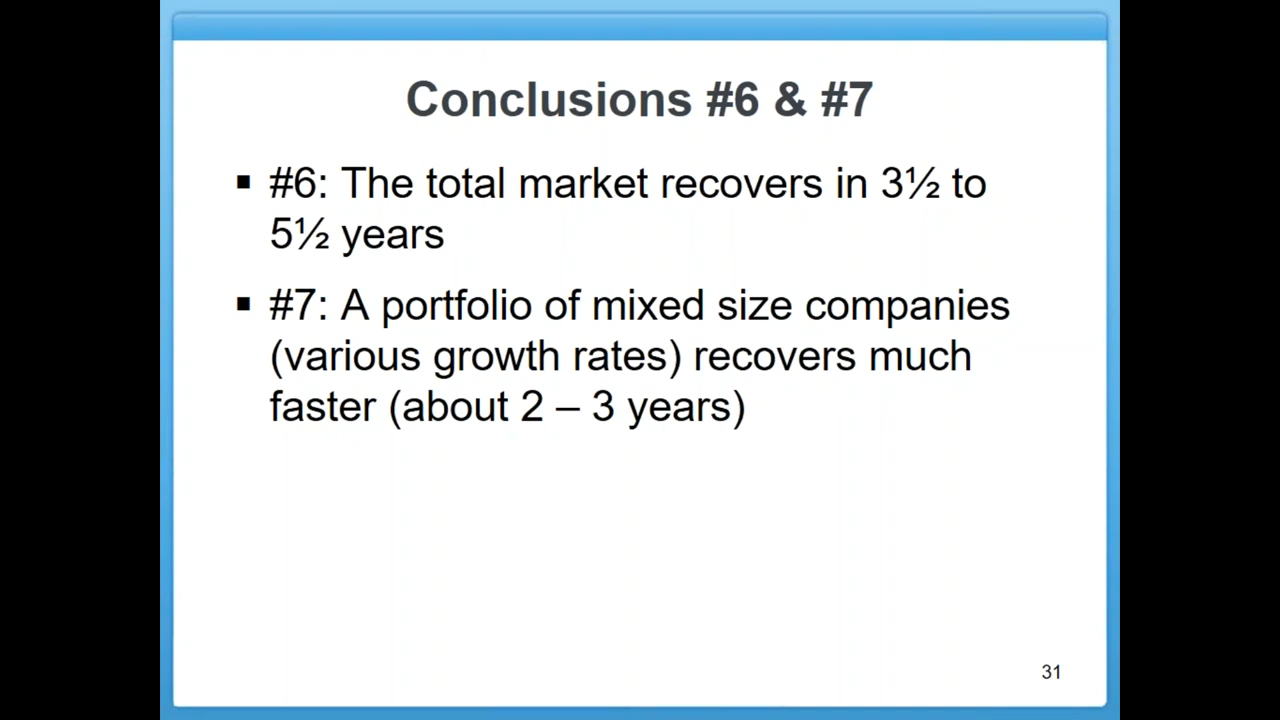 Conclusions #6 & #7
▪ #6: The total market recovers in 3½ to
5½ years
▪ #7: A portfolio of mixed size companies
(various growth rates) recovers much
faster (about 2 – 3 years)
31